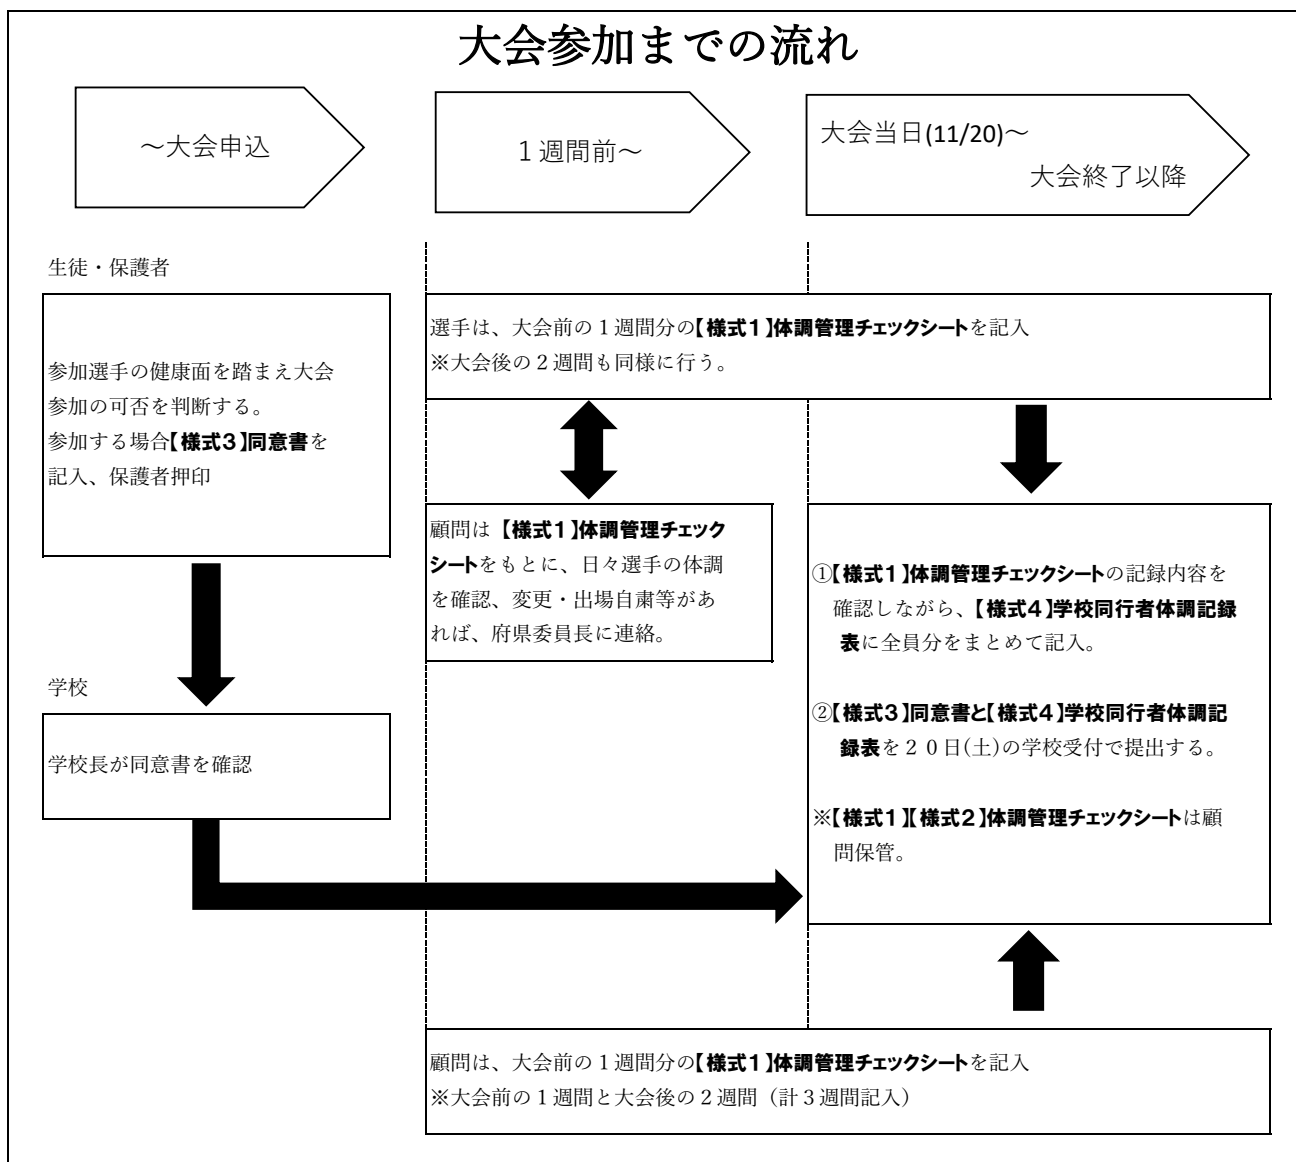 大会参加までの流れ
～大会申込
１週間前～
大会当日(11/20)～
大会終了以降
生徒・保護者
参加選手の健康面を踏まえ大会
参加の可否を判断する。
参加する場合【様式３】同意書を
記入、保護者押印
選手は、大会前の１週間分の【様式１】体調管理チェックシートを記入
※大会後の２週間も同様に行う。
顧問は【様式１】体調管理チェック
シートをもとに、日々選手の体調
を確認、変更・出場自粛等があ
れば、府県委員長に連絡。
①【様式１】体調管理チェックシートの記録内容を
確認しながら、【様式４】学校同行者体調記録
表に全員分をまとめて記入。
②【様式３】同意書と【様式４】学校同行者体調記
録表を２０日(土)の学校受付で提出する。
※【様式１】【様式２】体調管理チェックシートは顧
問保管。
学校
学校長が同意書を確認
顧問は、大会前の１週間分の【様式１】体調管理チェックシートを記入
※大会前の１週間と大会後の２週間（計３週間記入）